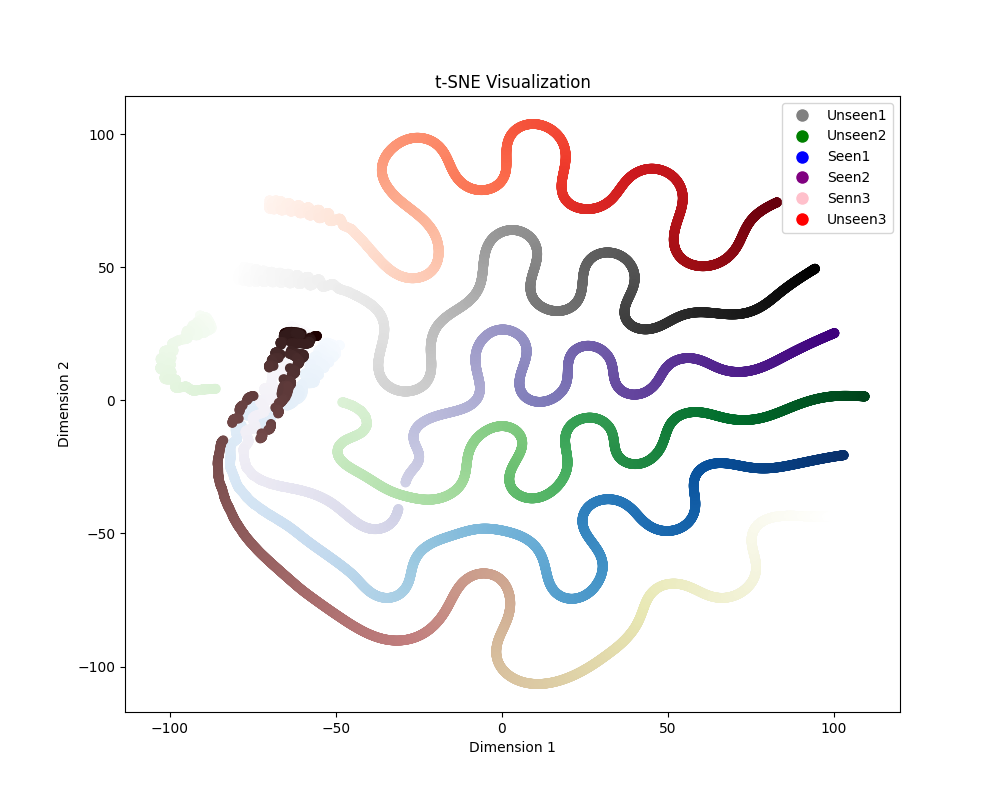 t-SNE Visualization
Unseen1
Unseen2
Seen1
Seen2
Senn3
Unseen3
100
50
0
−50
−100
Dimension 2
−100
−50
0
50
100
Dimension 1